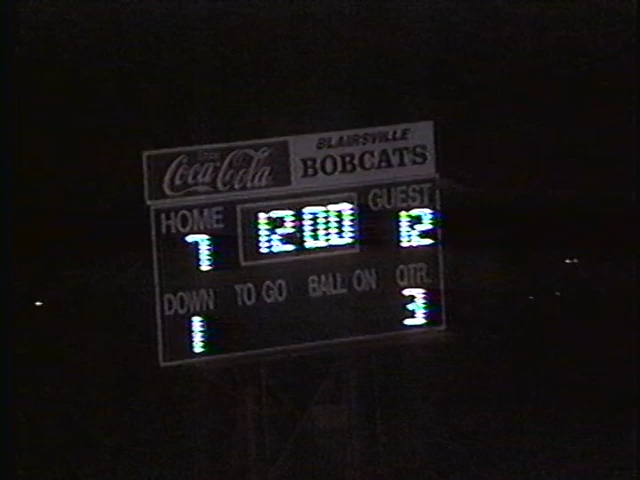 Coca-Cola
BLAIRSVILLE
BOBCATS
HOME 12:00 GUEST
7 12
DOWN TO GO BALL ON QTR.
1 3